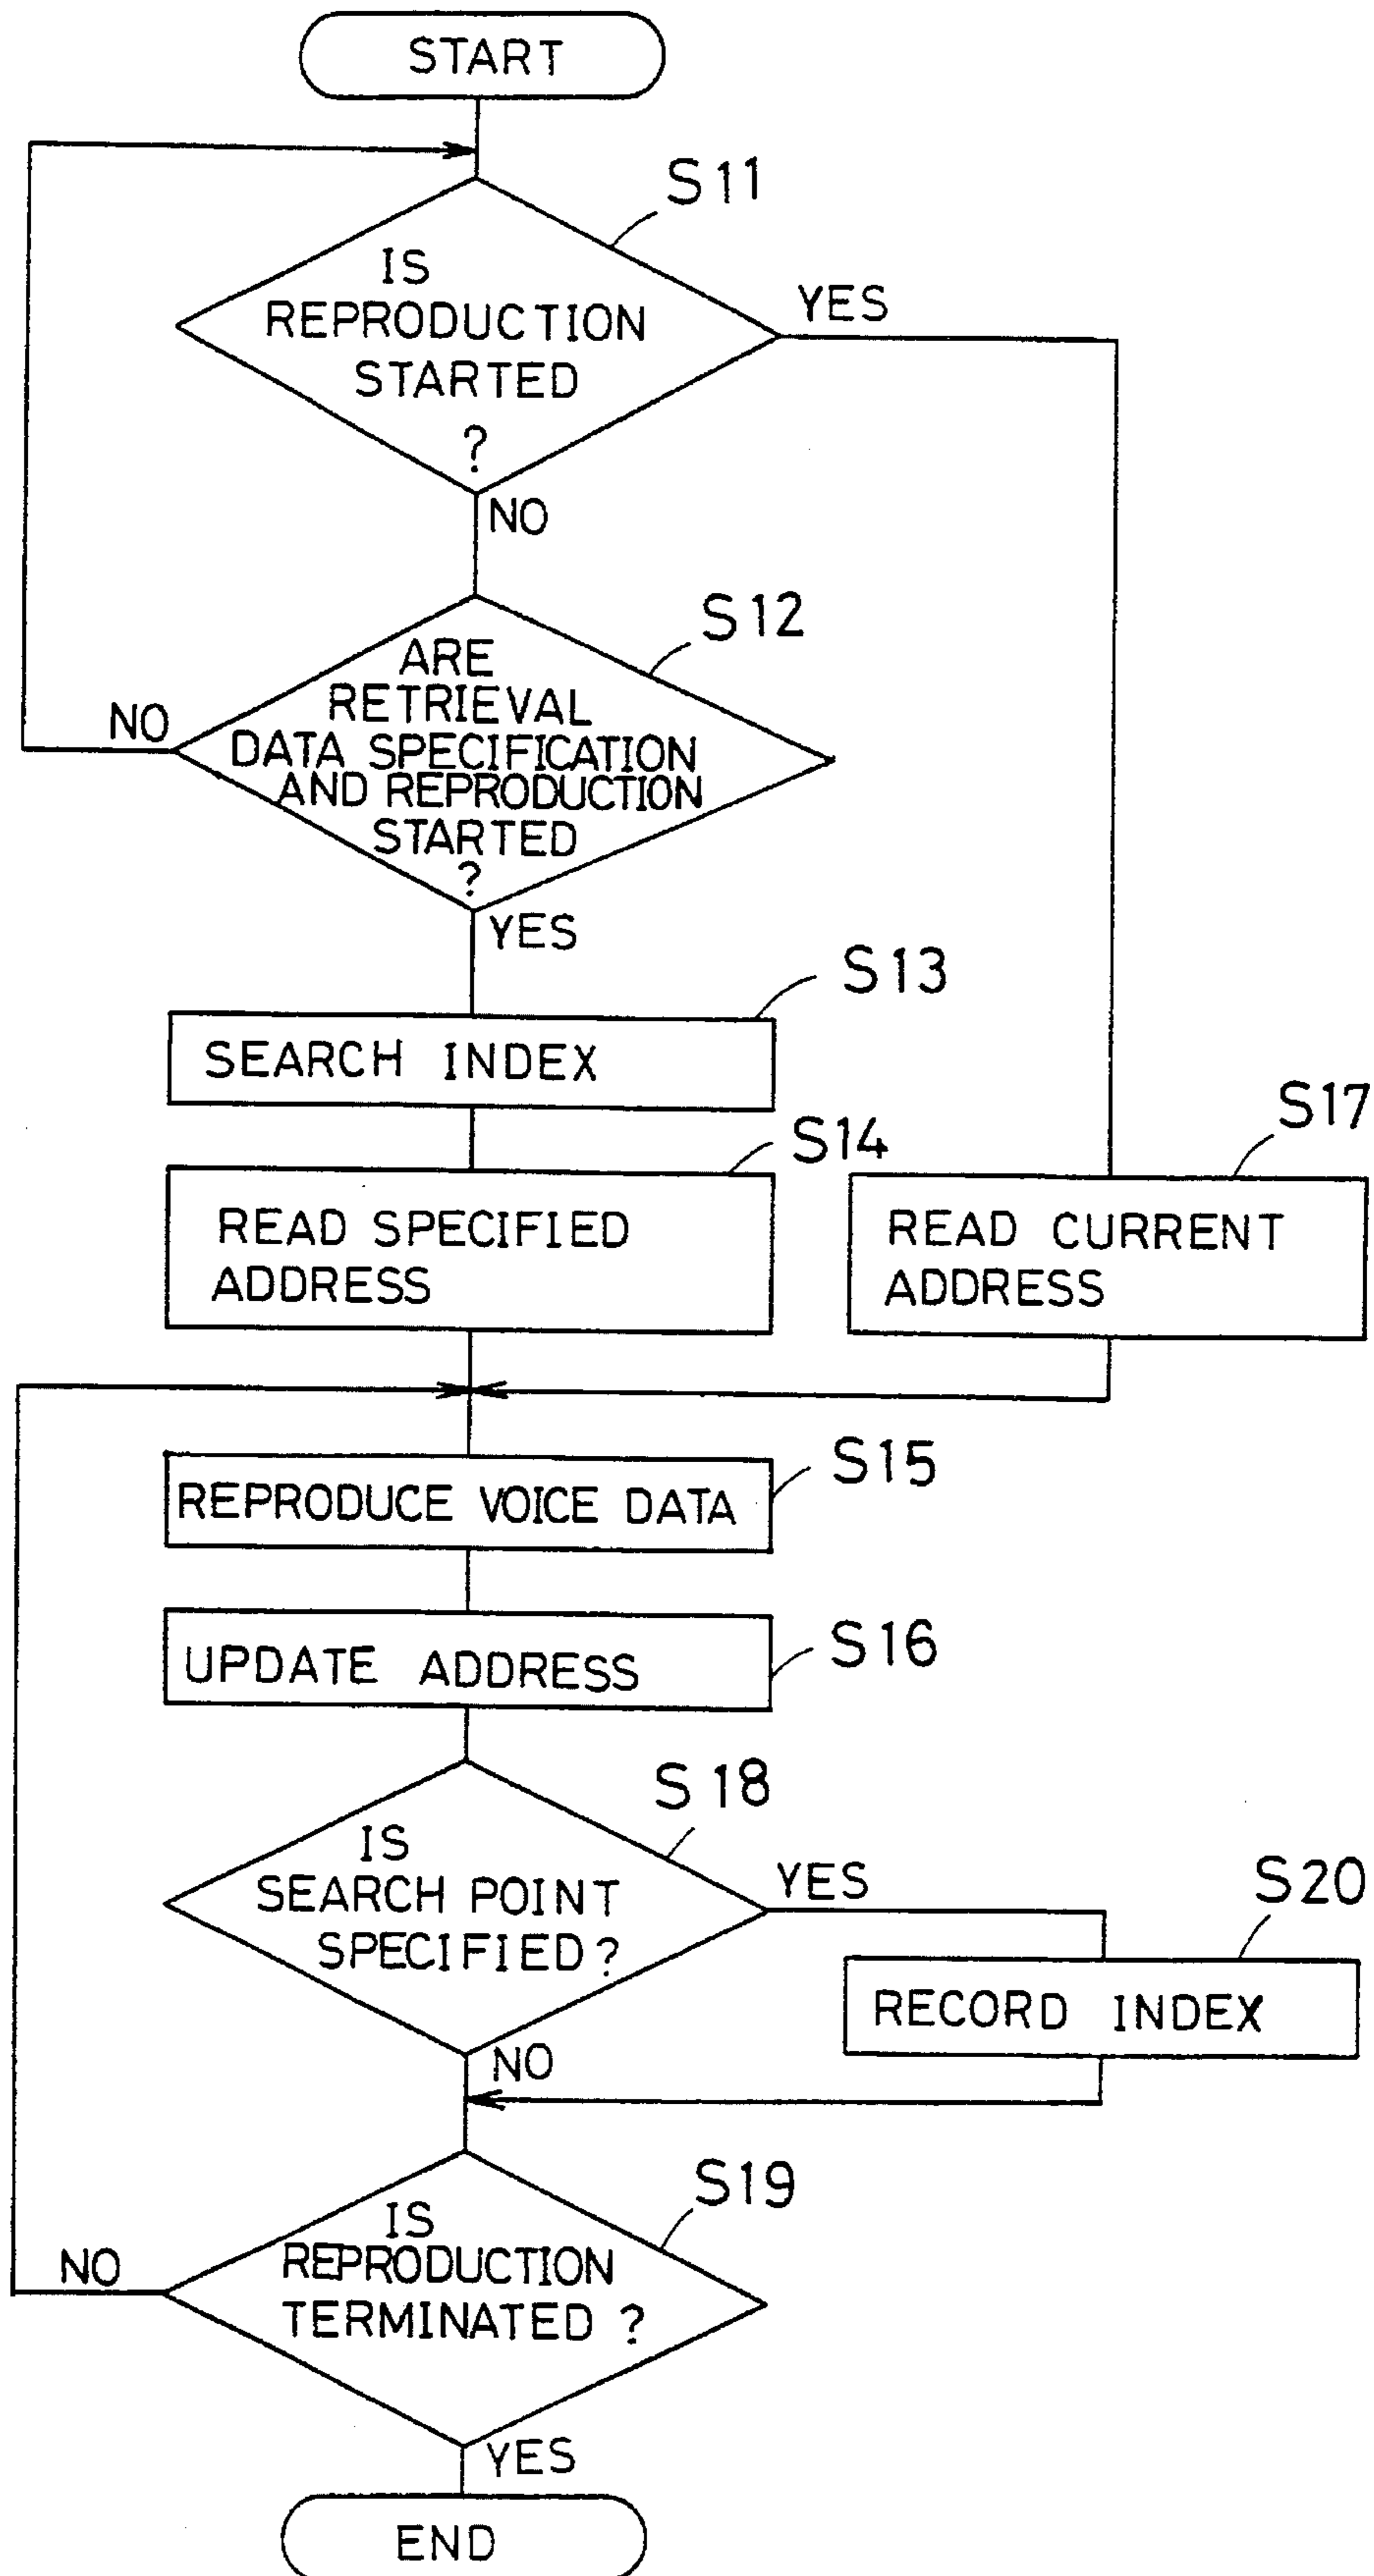 START
S11
IS
REPRODUCTION
STARTED
?
YES
NO
S12
ARE
RETRIEVAL
DATA SPECIFICATION
AND REPRODUCTION
STARTED
?
NO
YES
S13
SEARCH INDEX
S14
READ SPECIFIED
ADDRESS
S17
READ CURRENT
ADDRESS
S15
REPRODUCE VOICE DATA
S16
UPDATE ADDRESS
S18
IS
SEARCH POINT
SPECIFIED?
YES
S20
RECORD INDEX
NO
S19
IS
REPRODUCTION
TERMINATED ?
NO
YES
END